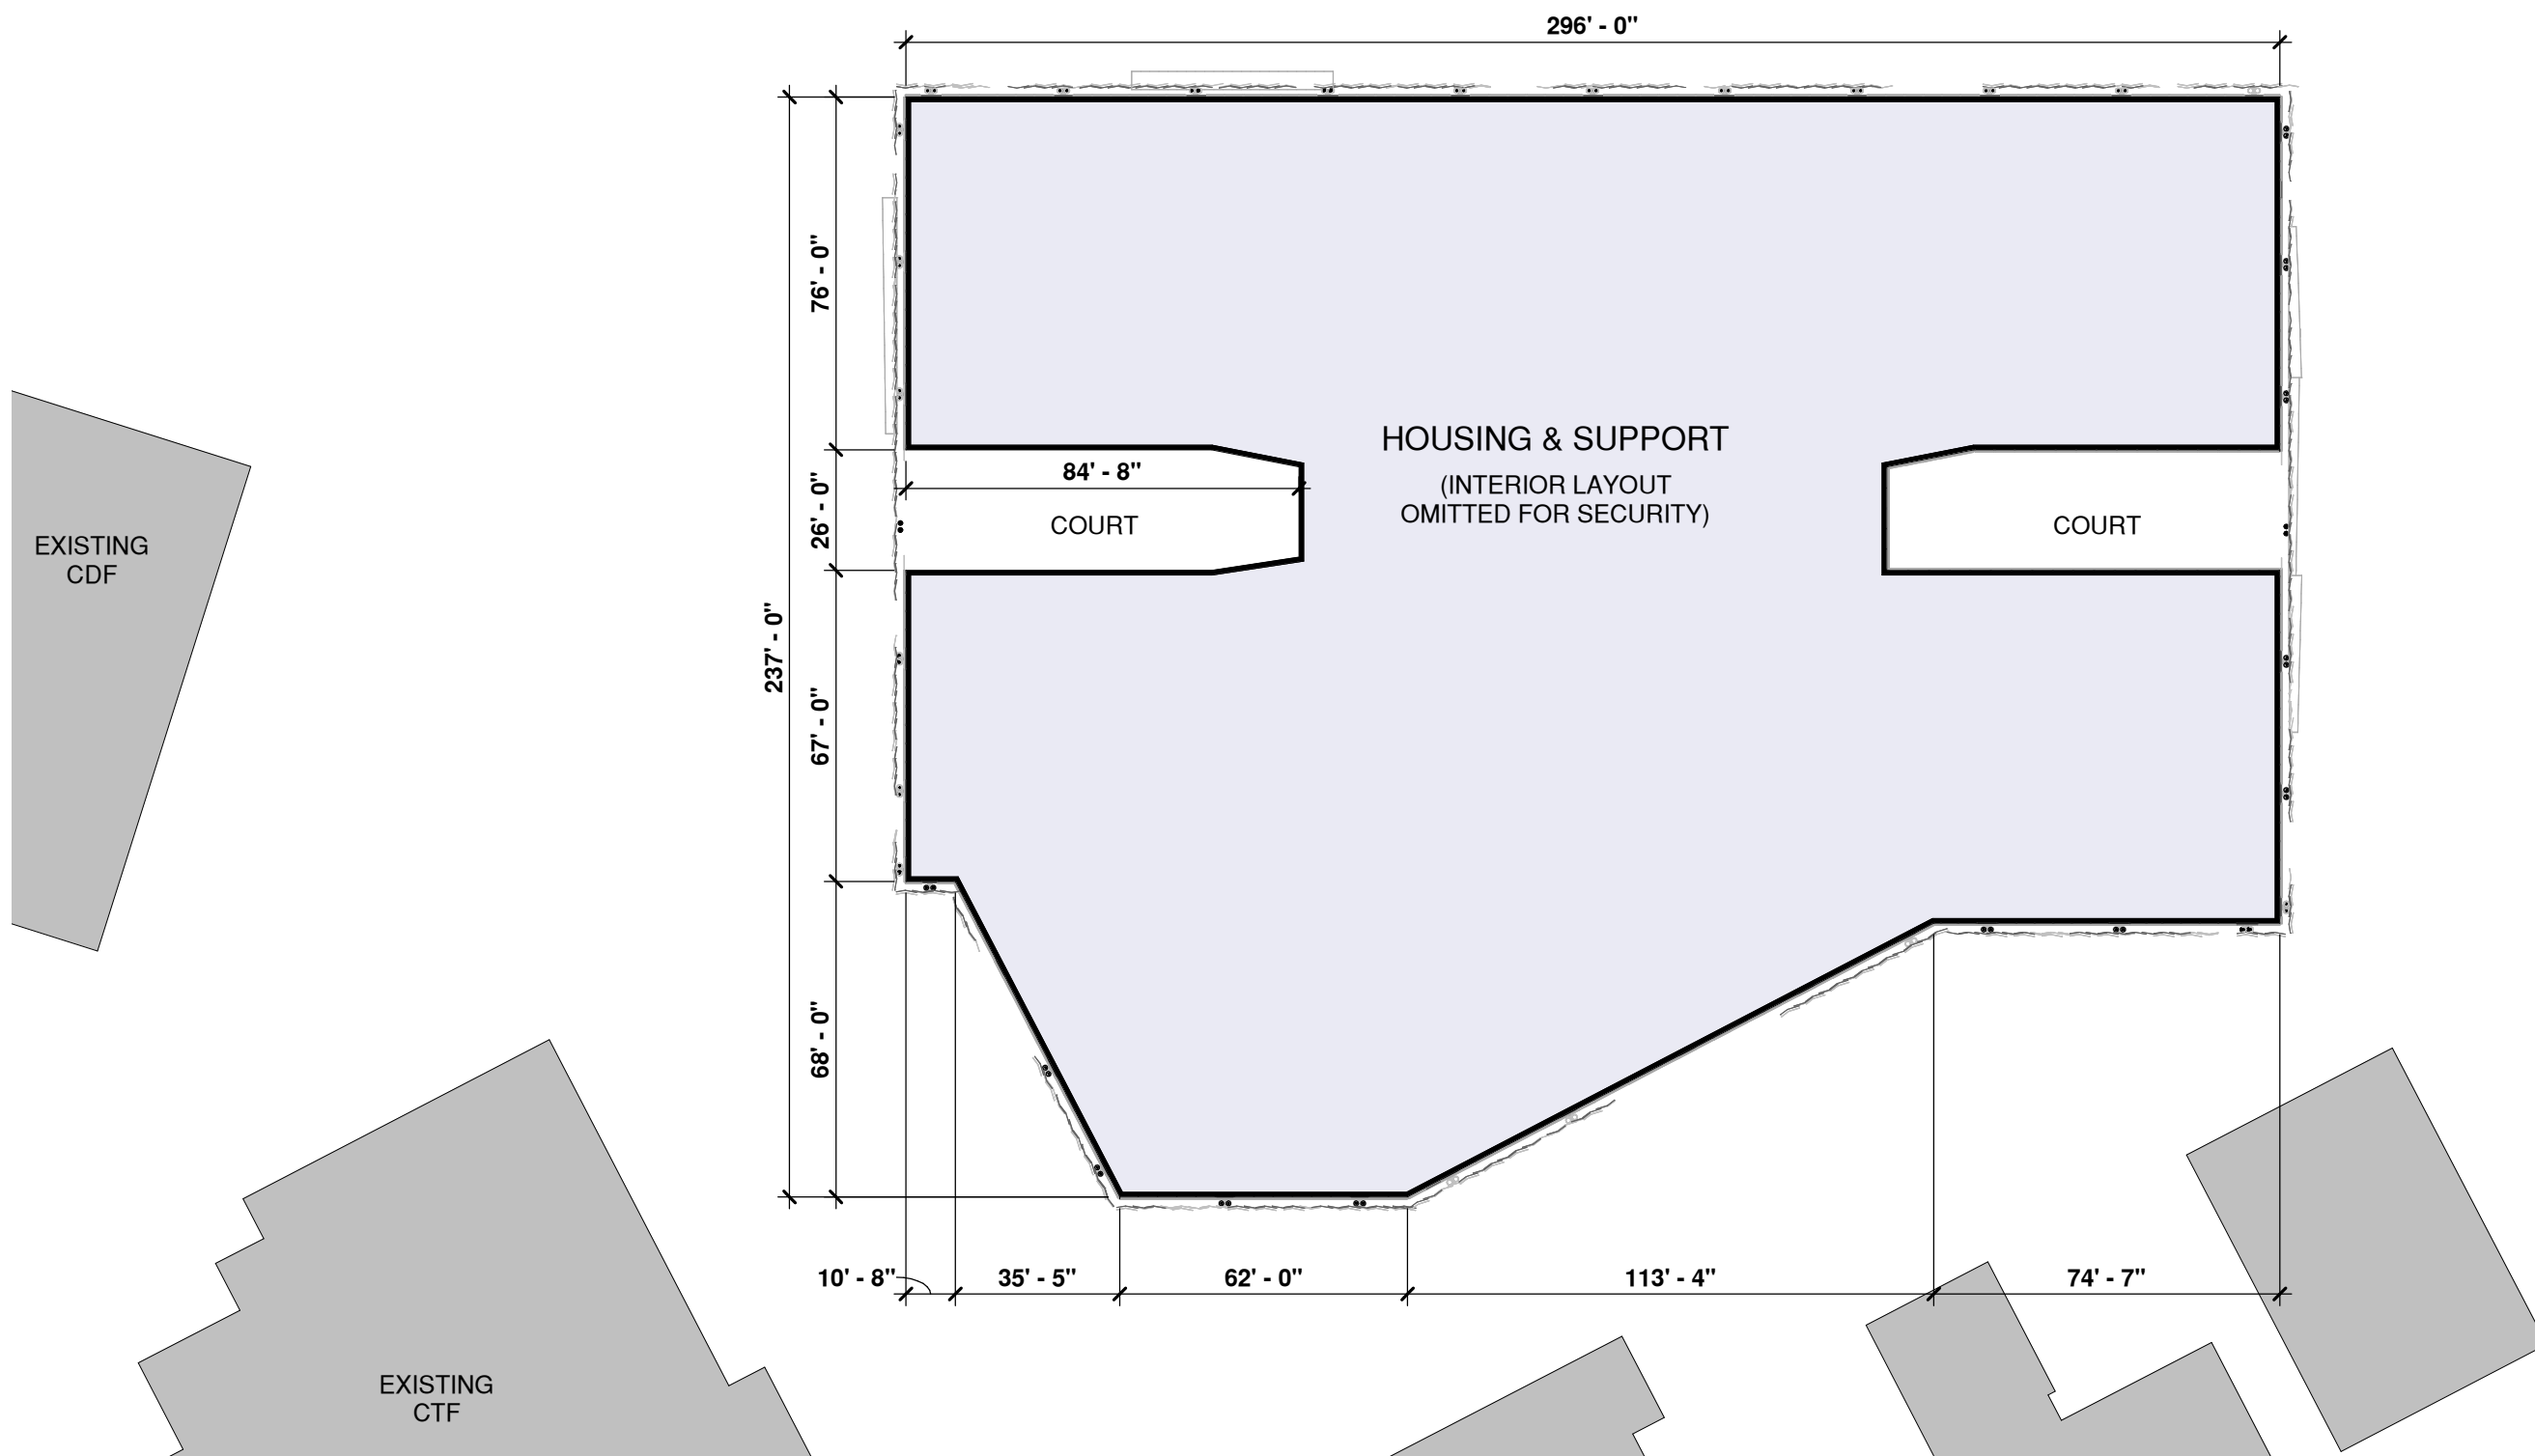 296' - 0"
76' - 0"
HOUSING & SUPPORT
84' - 8"
(INTERIOR LAYOUT
OMITTED FOR SECURITY)
26' - 0"
COURT
COURT
EXISTING
CDF
237' - 0"
67' - 0"
68' - 0"
10' - 8"
35' - 5"
62' - 0"
113' - 4"
74' - 7"
EXISTING
CTF